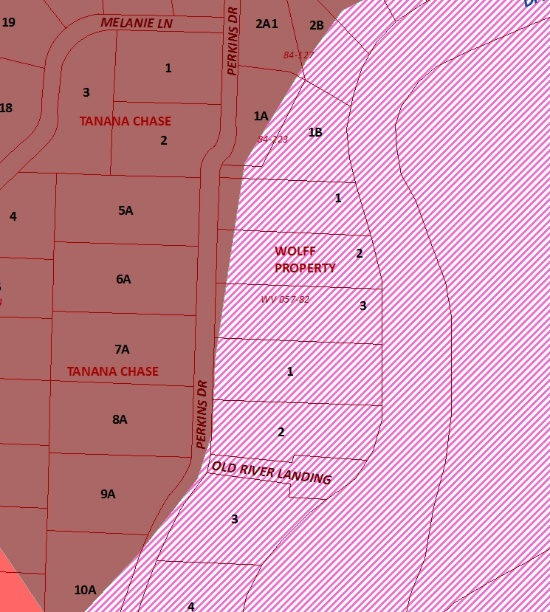 19
MELANIE LN
PERKINS DR
2A1
2B
84-127
1
3
18
TANANA CHASE
2
1A
84-223
1B
4
5A
1
WOLFF
PROPERTY
2
6A
WV 057-82
3
7A
TANANA CHASE
1
8A
PERKINS DR
2
OLD RIVER LANDING
9A
3
10A
4